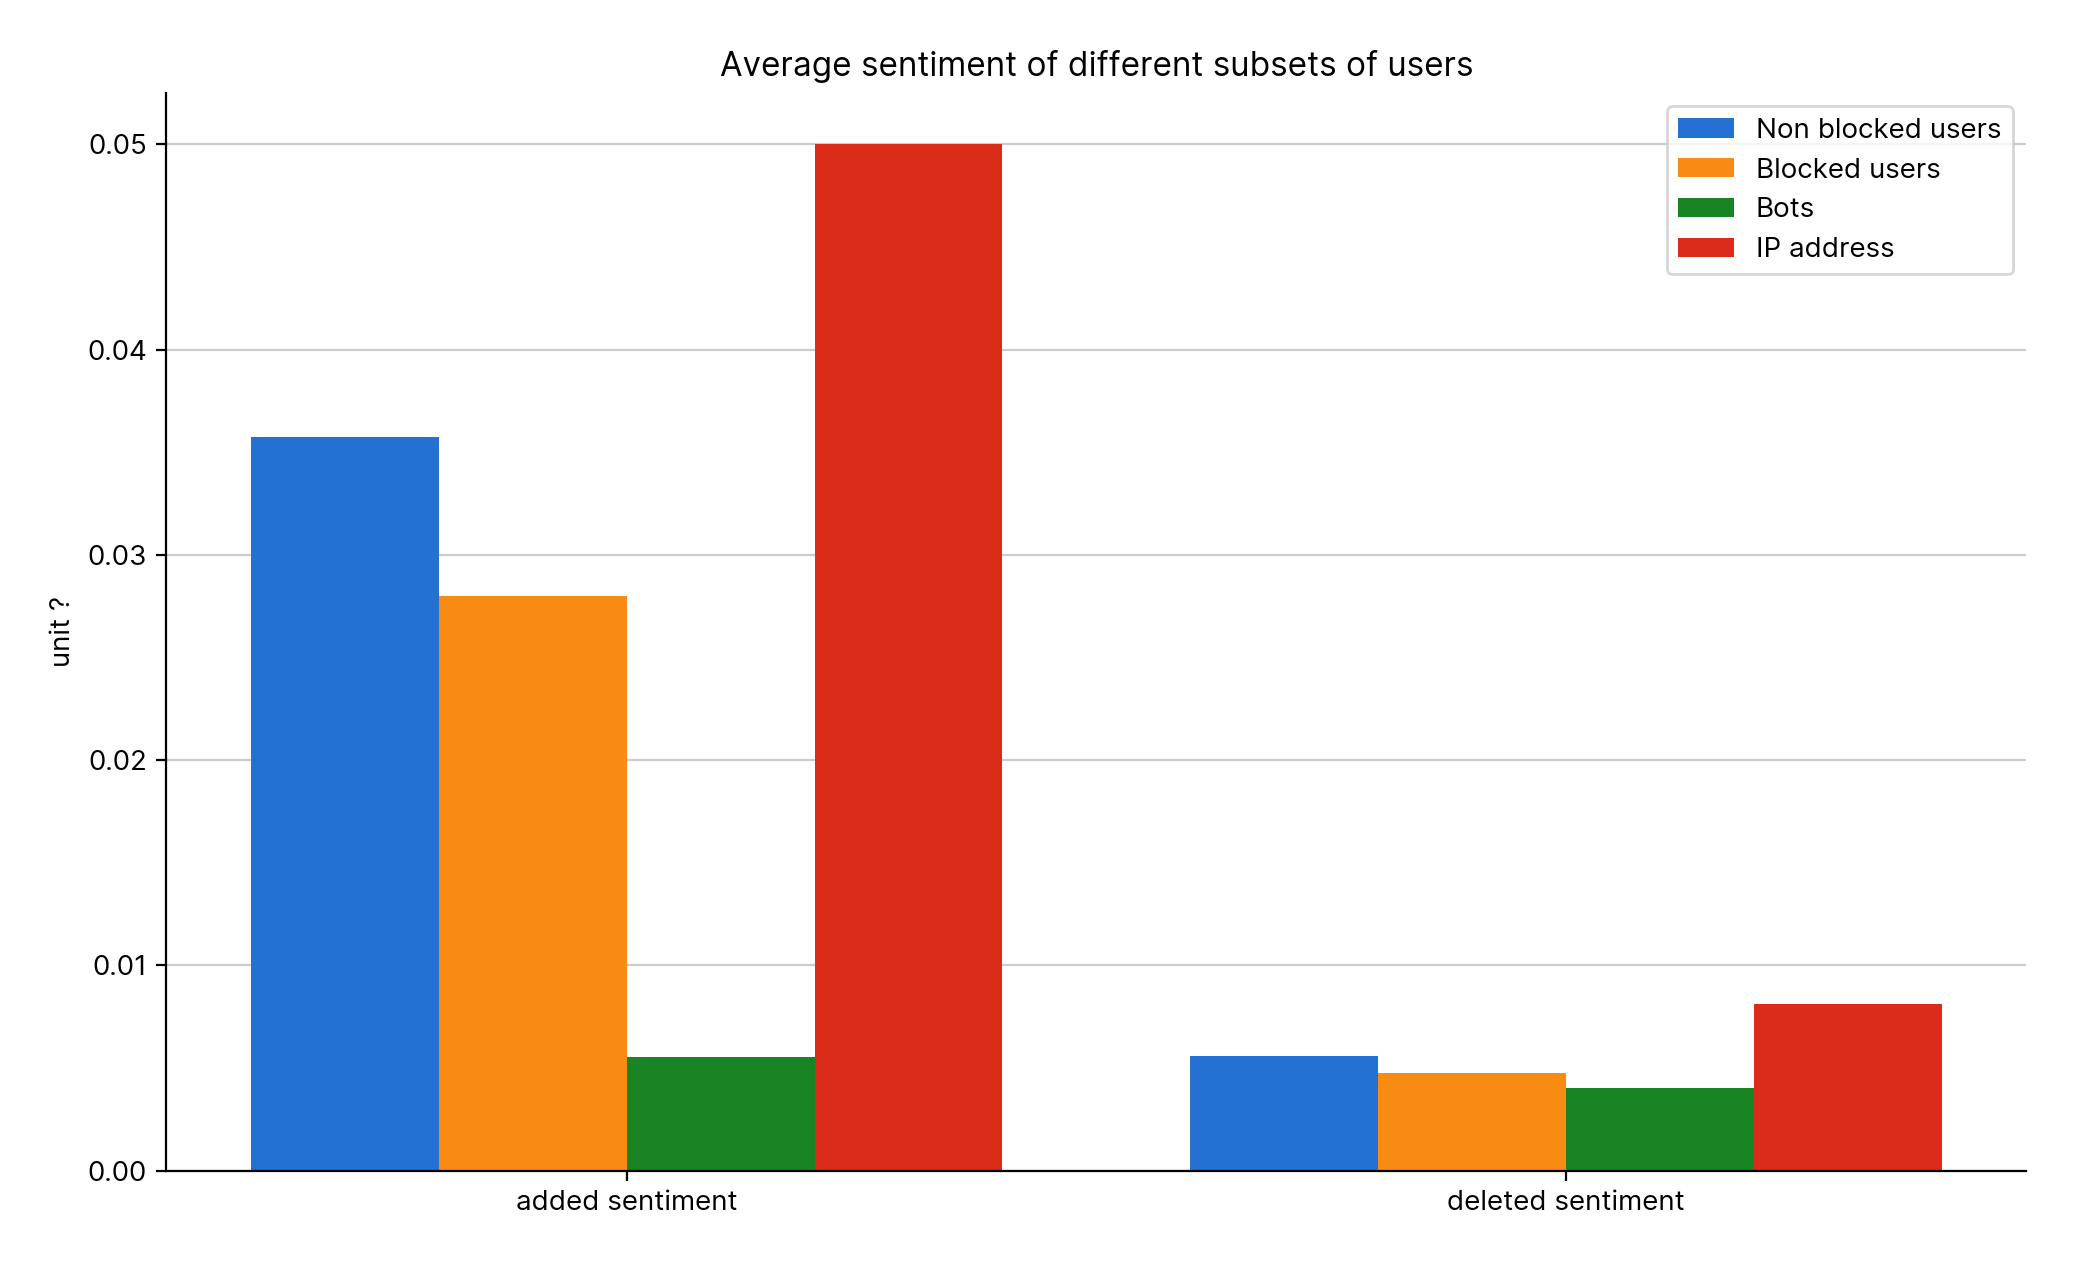 Average sentiment of different subsets of users
Non blocked users
Blocked users
Bots
IP address
unit ?
0.05
0.04
0.03
0.02
0.01
0.00
added sentiment
deleted sentiment